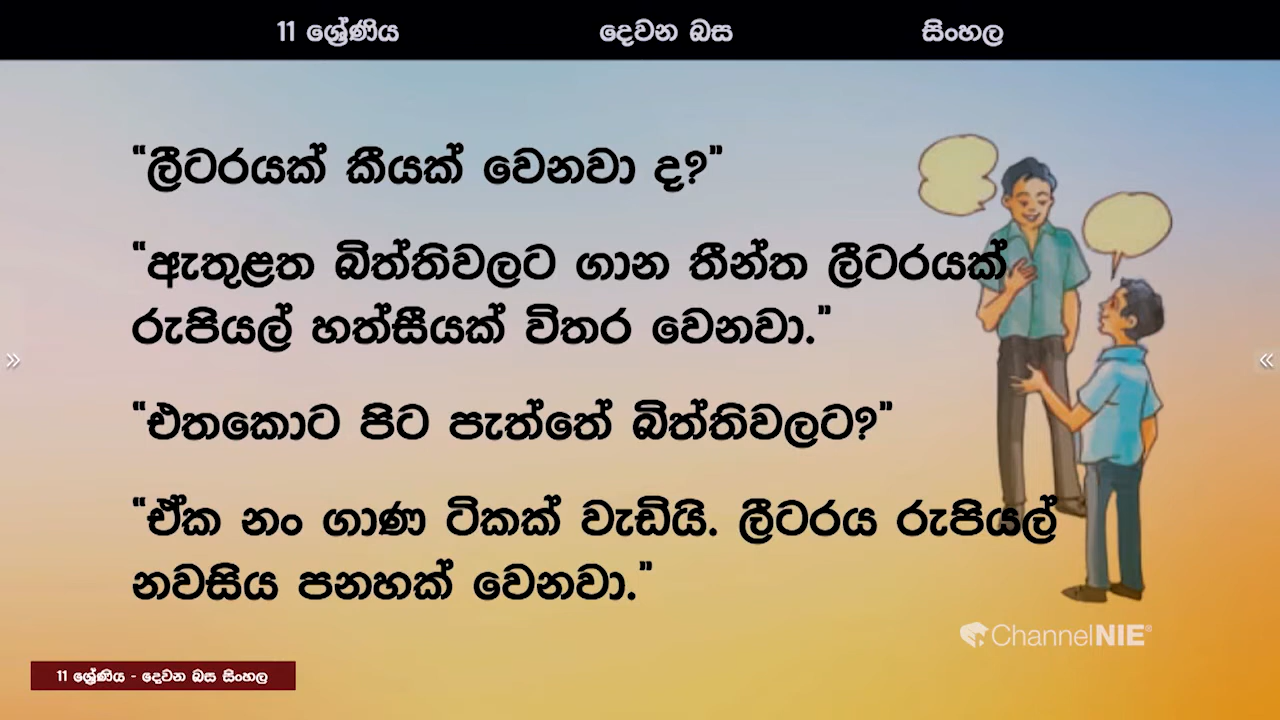 11 ශ්‍රේණිය දෙවන බස සිංහල
“ලීටරයක් කීයක් වෙනවා ද?”
“ඇතුළත බිත්තිවලට ගාන තීන්ත ලීටරයක්
රුපියල් හත්සීයක් විතර වෙනවා.”
“එතකොට පිට පැත්තේ බිත්තිවලට?”
“ඒක නං ගාණ ටිකක් වැඩියි. ලීටරය රුපියල්
නවසිය පනහක් වෙනවා.”
ChannelNIE®
11 ශ්‍රේණිය - දෙවන බස සිංහල